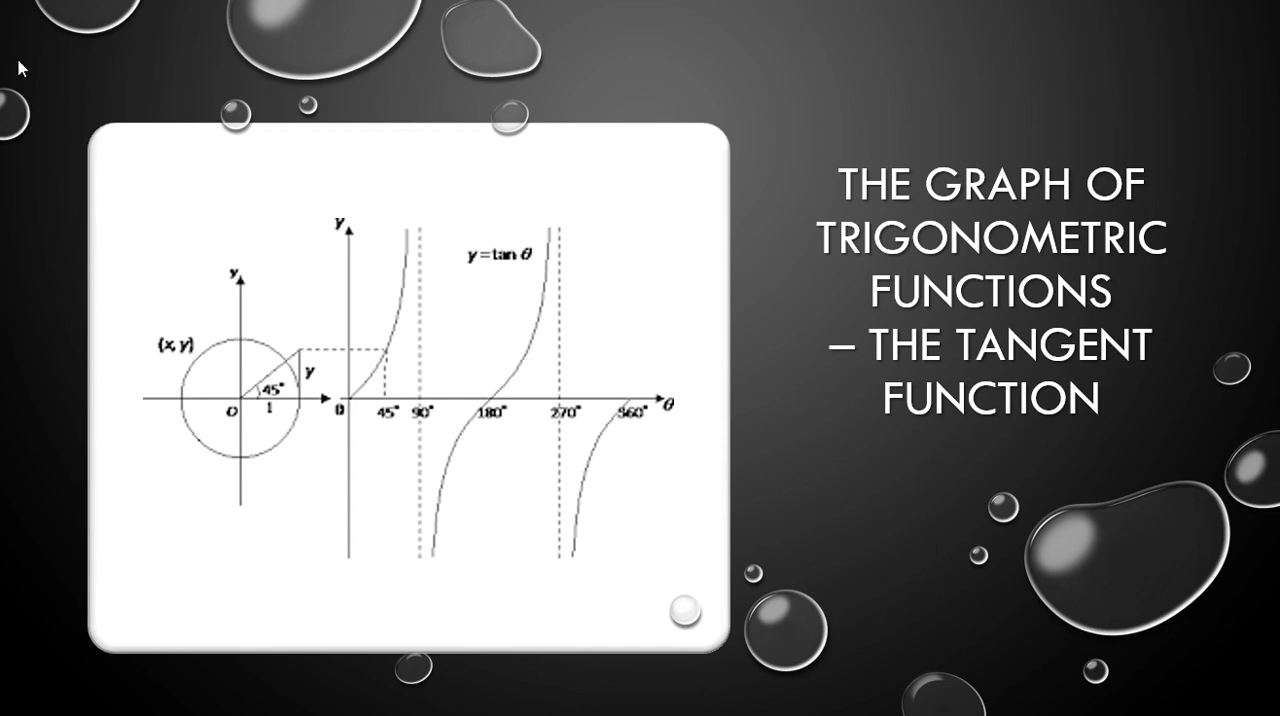 THE GRAPH OF
TRIGONOMETRIC
FUNCTIONS
– THE TANGENT
FUNCTION
y
y=tan θ
y
(x, y)
y
45°
O
1
0
45°
90°
180°
270°
360°
θ